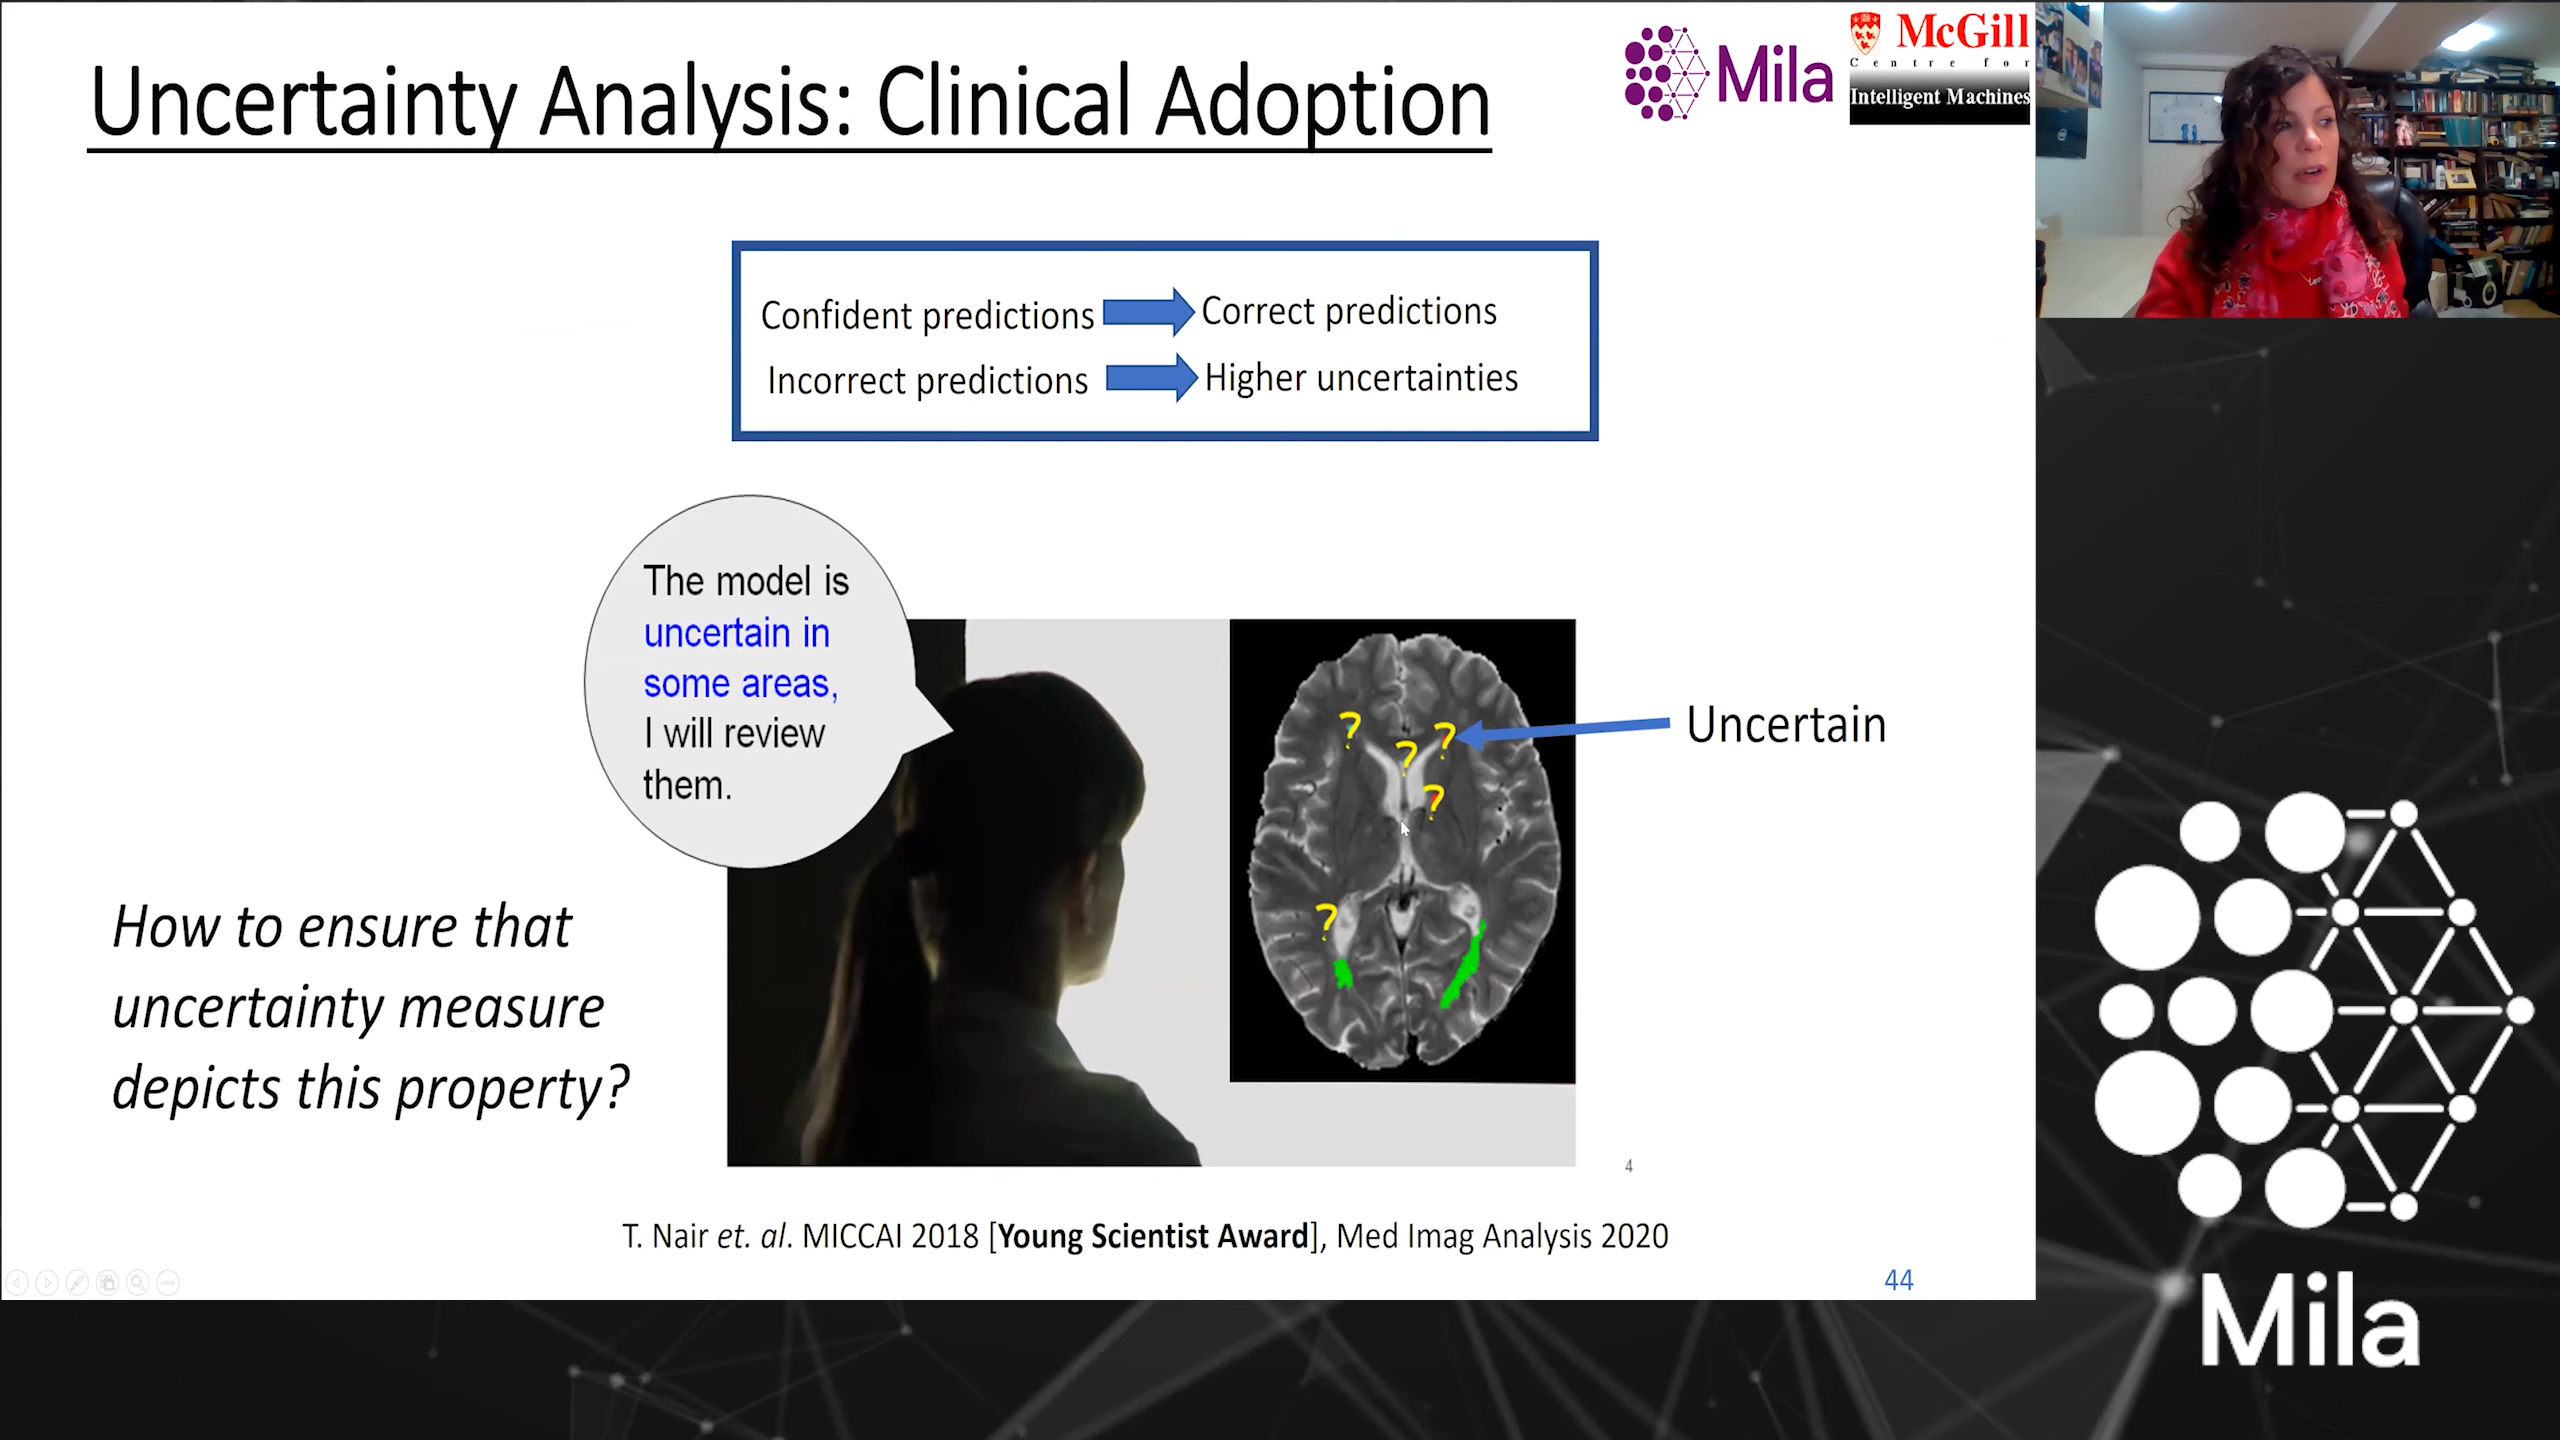 Uncertainty Analysis: Clinical Adoption
Mila
McGill
Centre for
Intelligent Machines
Confident predictions Correct predictions
Incorrect predictions Higher uncertainties
The model is
uncertain in
some areas,
I will review
them.
?
?
?
?
?
Uncertain
How to ensure that
uncertainty measure
depicts this property?
4
T. Nair et. al. MICCAI 2018 [Young Scientist Award], Med Imag Analysis 2020
44
Mila